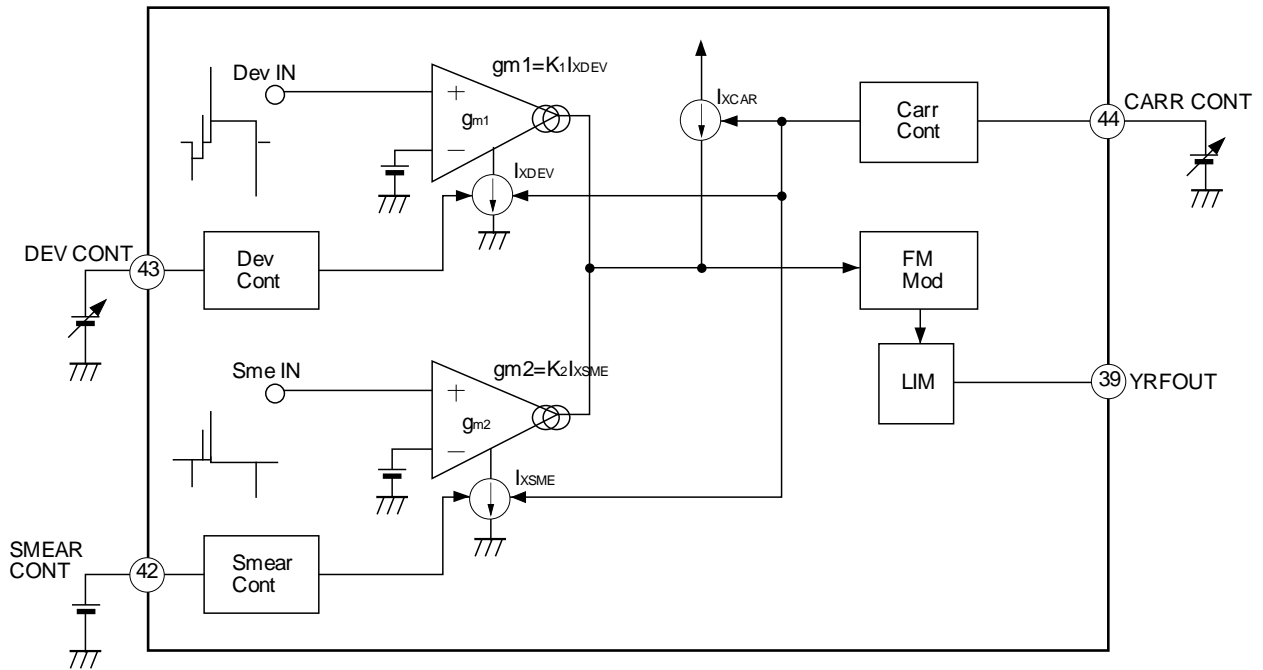 Dev IN
gm1=K1IXDEV
+
gm1
−
IXDEV
IXCAR
Carr
Cont
44
CARR CONT
DEV CONT
43
Dev
Cont
FM
Mod
Sme IN
gm2=K2IXSME
+
gm2
−
IXSME
LIM
39
YRFOUT
SMEAR
CONT
42
Smear
Cont